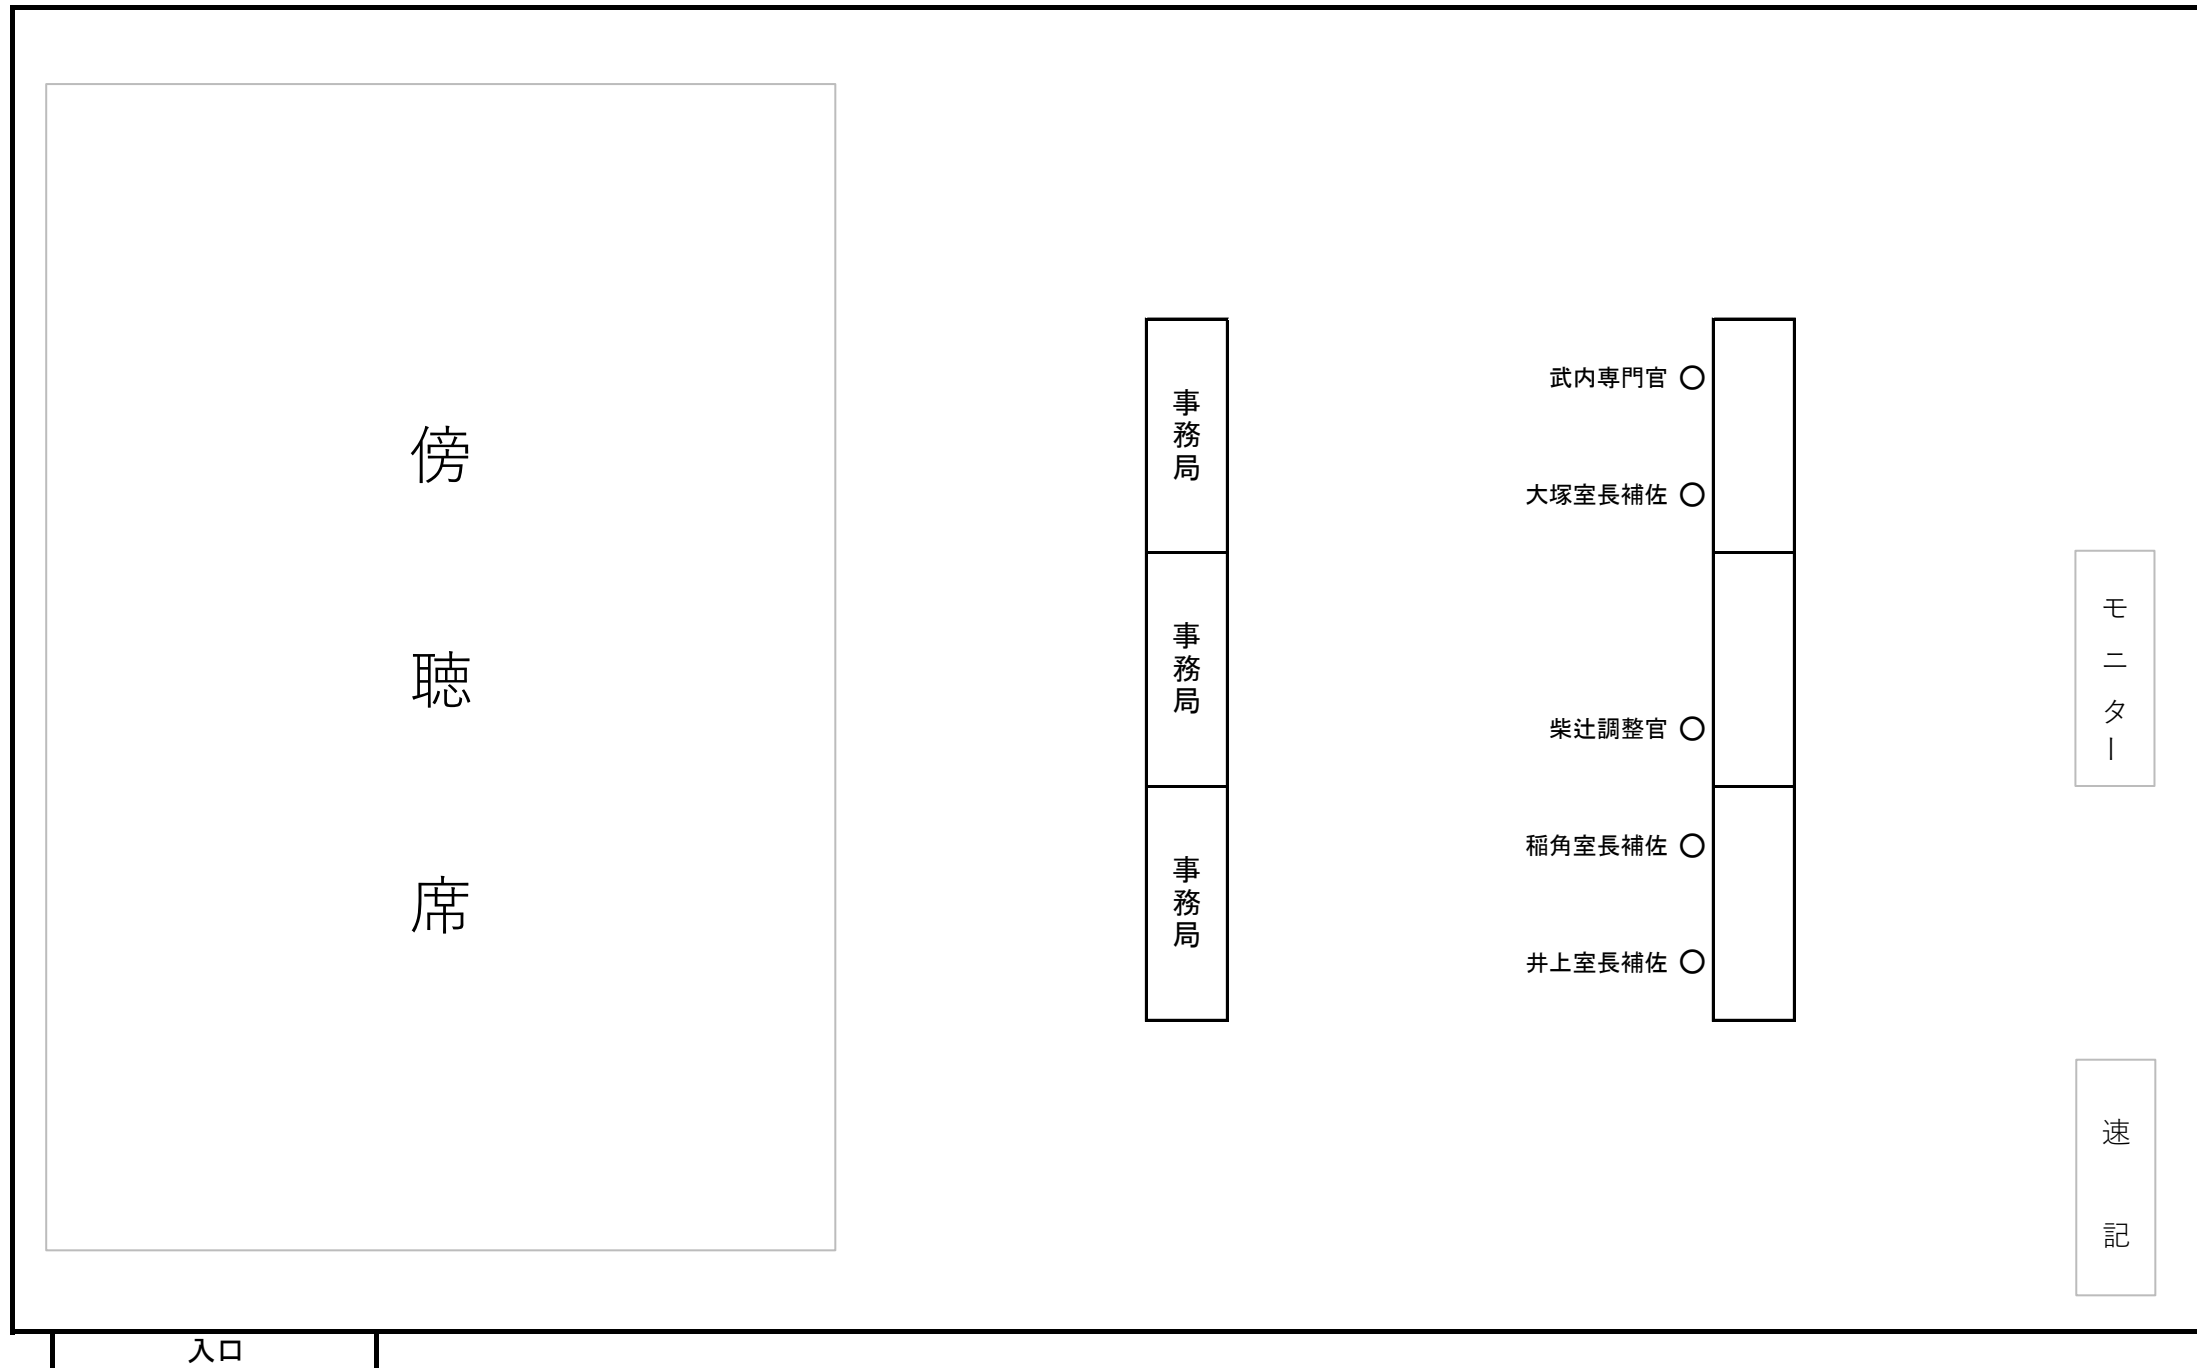 傍聴席
事務局
事務局
事務局
武内専門官
大塚室長補佐
柴辻調整官
稲角室長補佐
井上室長補佐
モニター
速記
入口